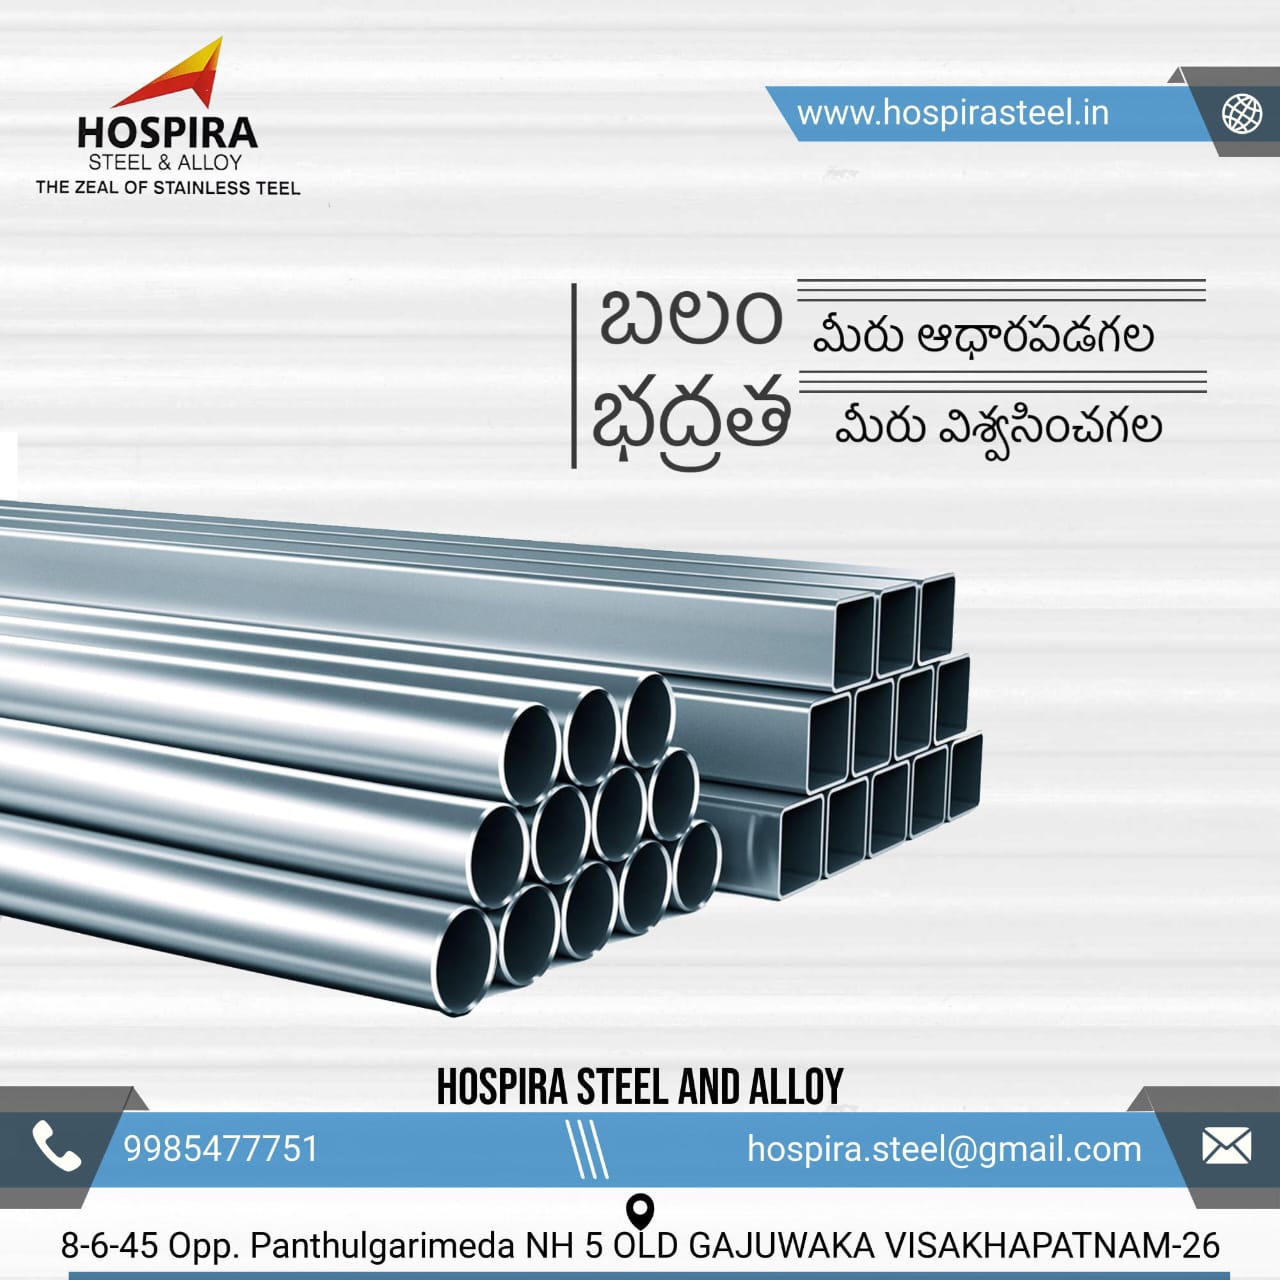 HOSPIRA
STEEL & ALLOY
THE ZEAL OF STAINLESS TEEL
www.hospirasteel.in
బలం మీరు ఆధారపడగల
భద్రత మీరు విశ్వసించగల
HOSPIRA STEEL AND ALLOY
9985477751
hospira.steel@gmail.com
8-6-45 Opp. Panthulgarimeda NH 5 OLD GAJUWAKA VISAKHAPATNAM-26